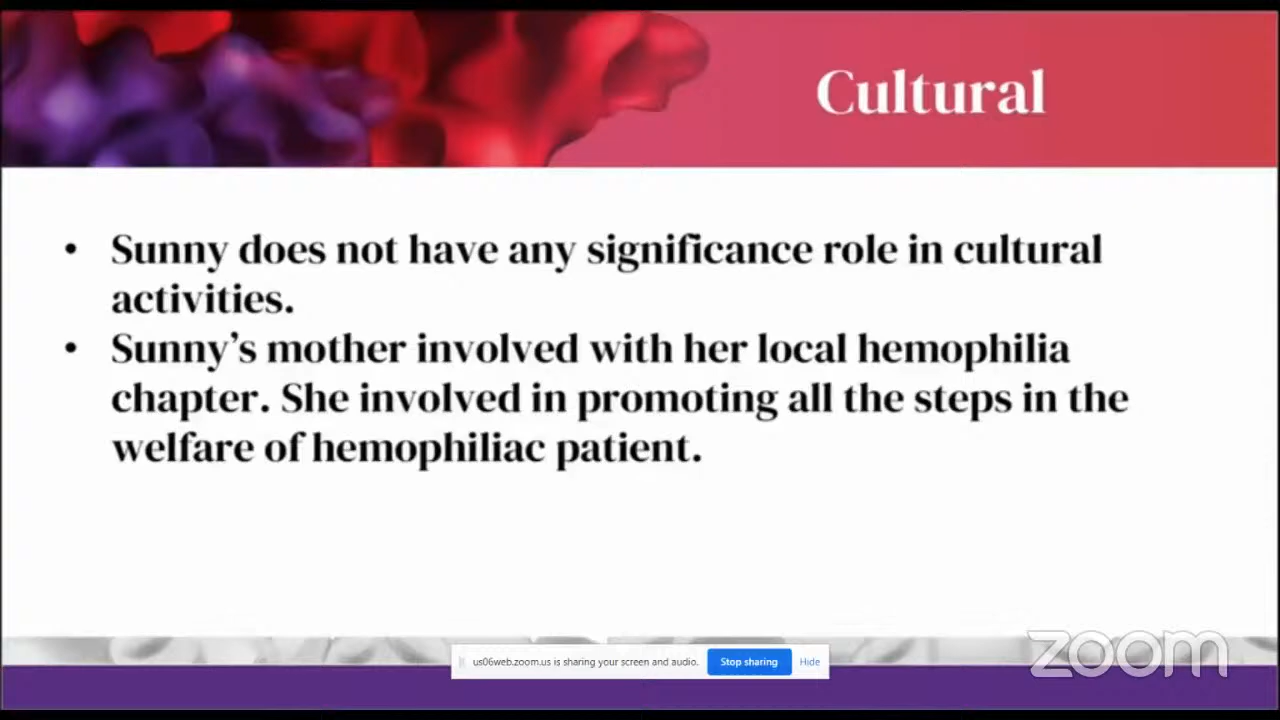 Cultural
• Sunny does not have any significance role in cultural
activities.
• Sunny’s mother involved with her local hemophilia
chapter. She involved in promoting all the steps in the
welfare of hemophiliac patient.
us06web.zoom.us is sharing your screen and audio. Stop sharing Hide
zoom